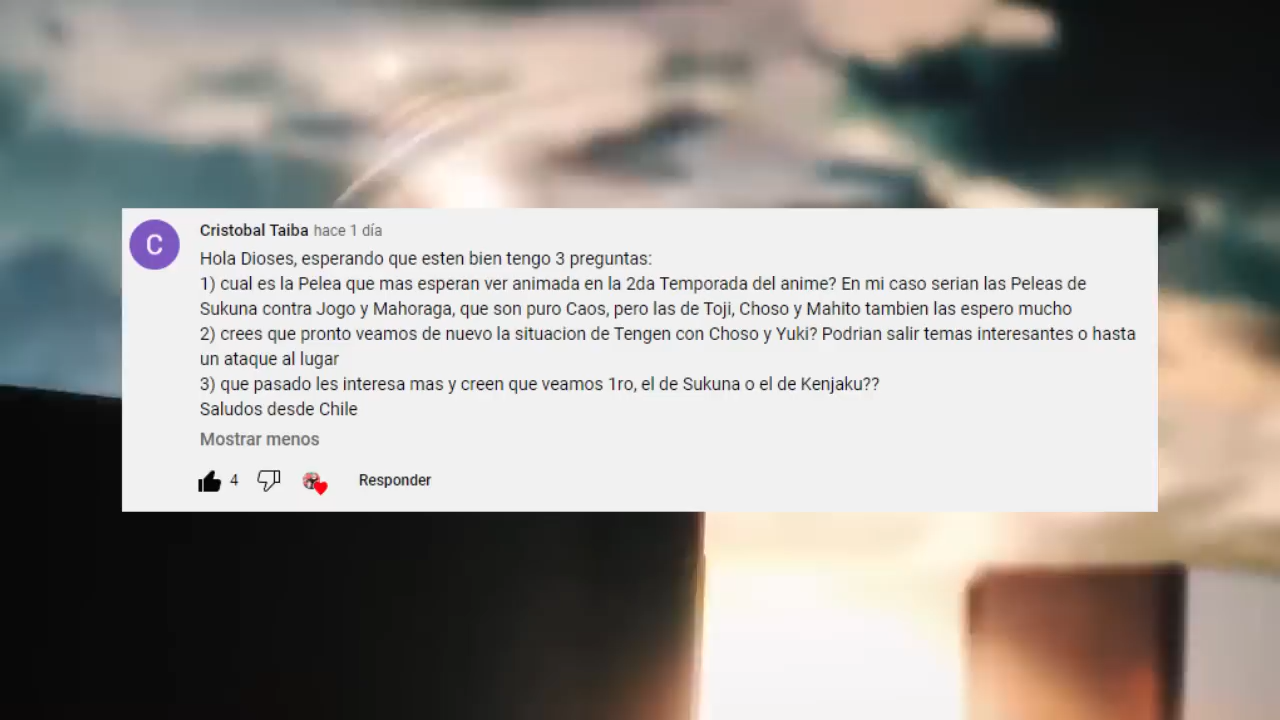 C
Cristobal Taiba hace 1 día
Hola Dioses, esperando que esten bien tengo 3 preguntas:
1) cual es la Pelea que mas esperan ver animada en la 2da Temporada del anime? En mi caso serian las Peleas de
Sukuna contra Jogo y Mahoraga, que son puro Caos, pero las de Toji, Choso y Mahito tambien las espero mucho
2) crees que pronto veamos de nuevo la situacion de Tengen con Choso y Yuki? Podrian salir temas interesantes o hasta
un ataque al lugar
3) que pasado les interesa mas y creen que veamos 1ro, el de Sukuna o el de Kenjaku??
Saludos desde Chile
Mostrar menos
4 Responder